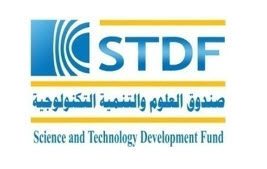 STDF
صندوق العلوم والتنمية التكنولوجية
Science and Technology Development Fund